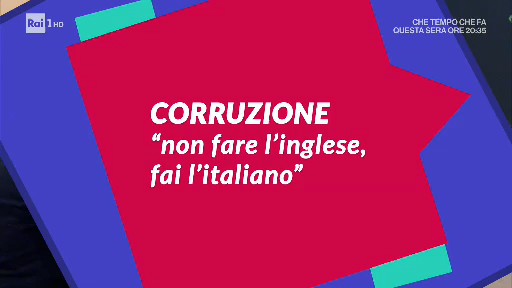 Rai 1 HD
CHE TEMPO CHE FA
QUESTA SERA ORE 20:35
CORRUZIONE
“non fare l’inglese,
fai l’italiano”